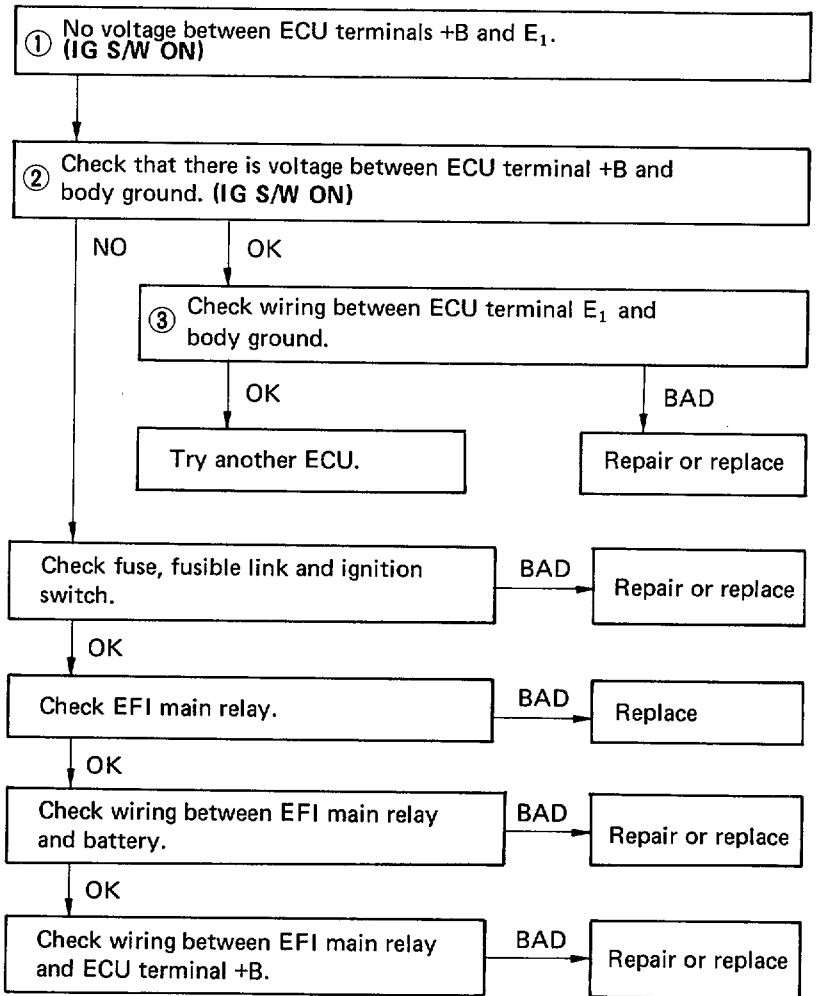 ① No voltage between ECU terminals +B and E₁.
(IG S/W ON)
② Check that there is voltage between ECU terminal +B and
body ground. (IG S/W ON)
NO
OK
③ Check wiring between ECU terminal E₁ and
body ground.
OK
BAD
Try another ECU.
Repair or replace
Check fuse, fusible link and ignition
switch.
BAD
Repair or replace
OK
Check EFI main relay.
BAD
Replace
OK
Check wiring between EFI main relay
and battery.
BAD
Repair or replace
OK
Check wiring between EFI main relay
and ECU terminal +B.
BAD
Repair or replace